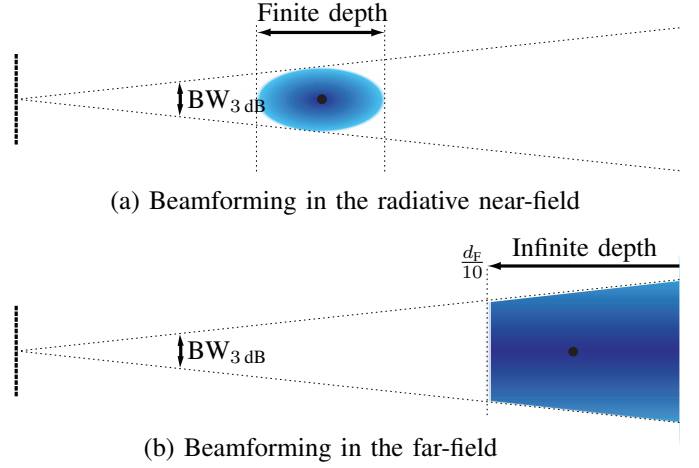 Finite depth
BW3 dB
(a) Beamforming in the radiative near-field
dF/10
Infinite depth
BW3 dB
(b) Beamforming in the far-field